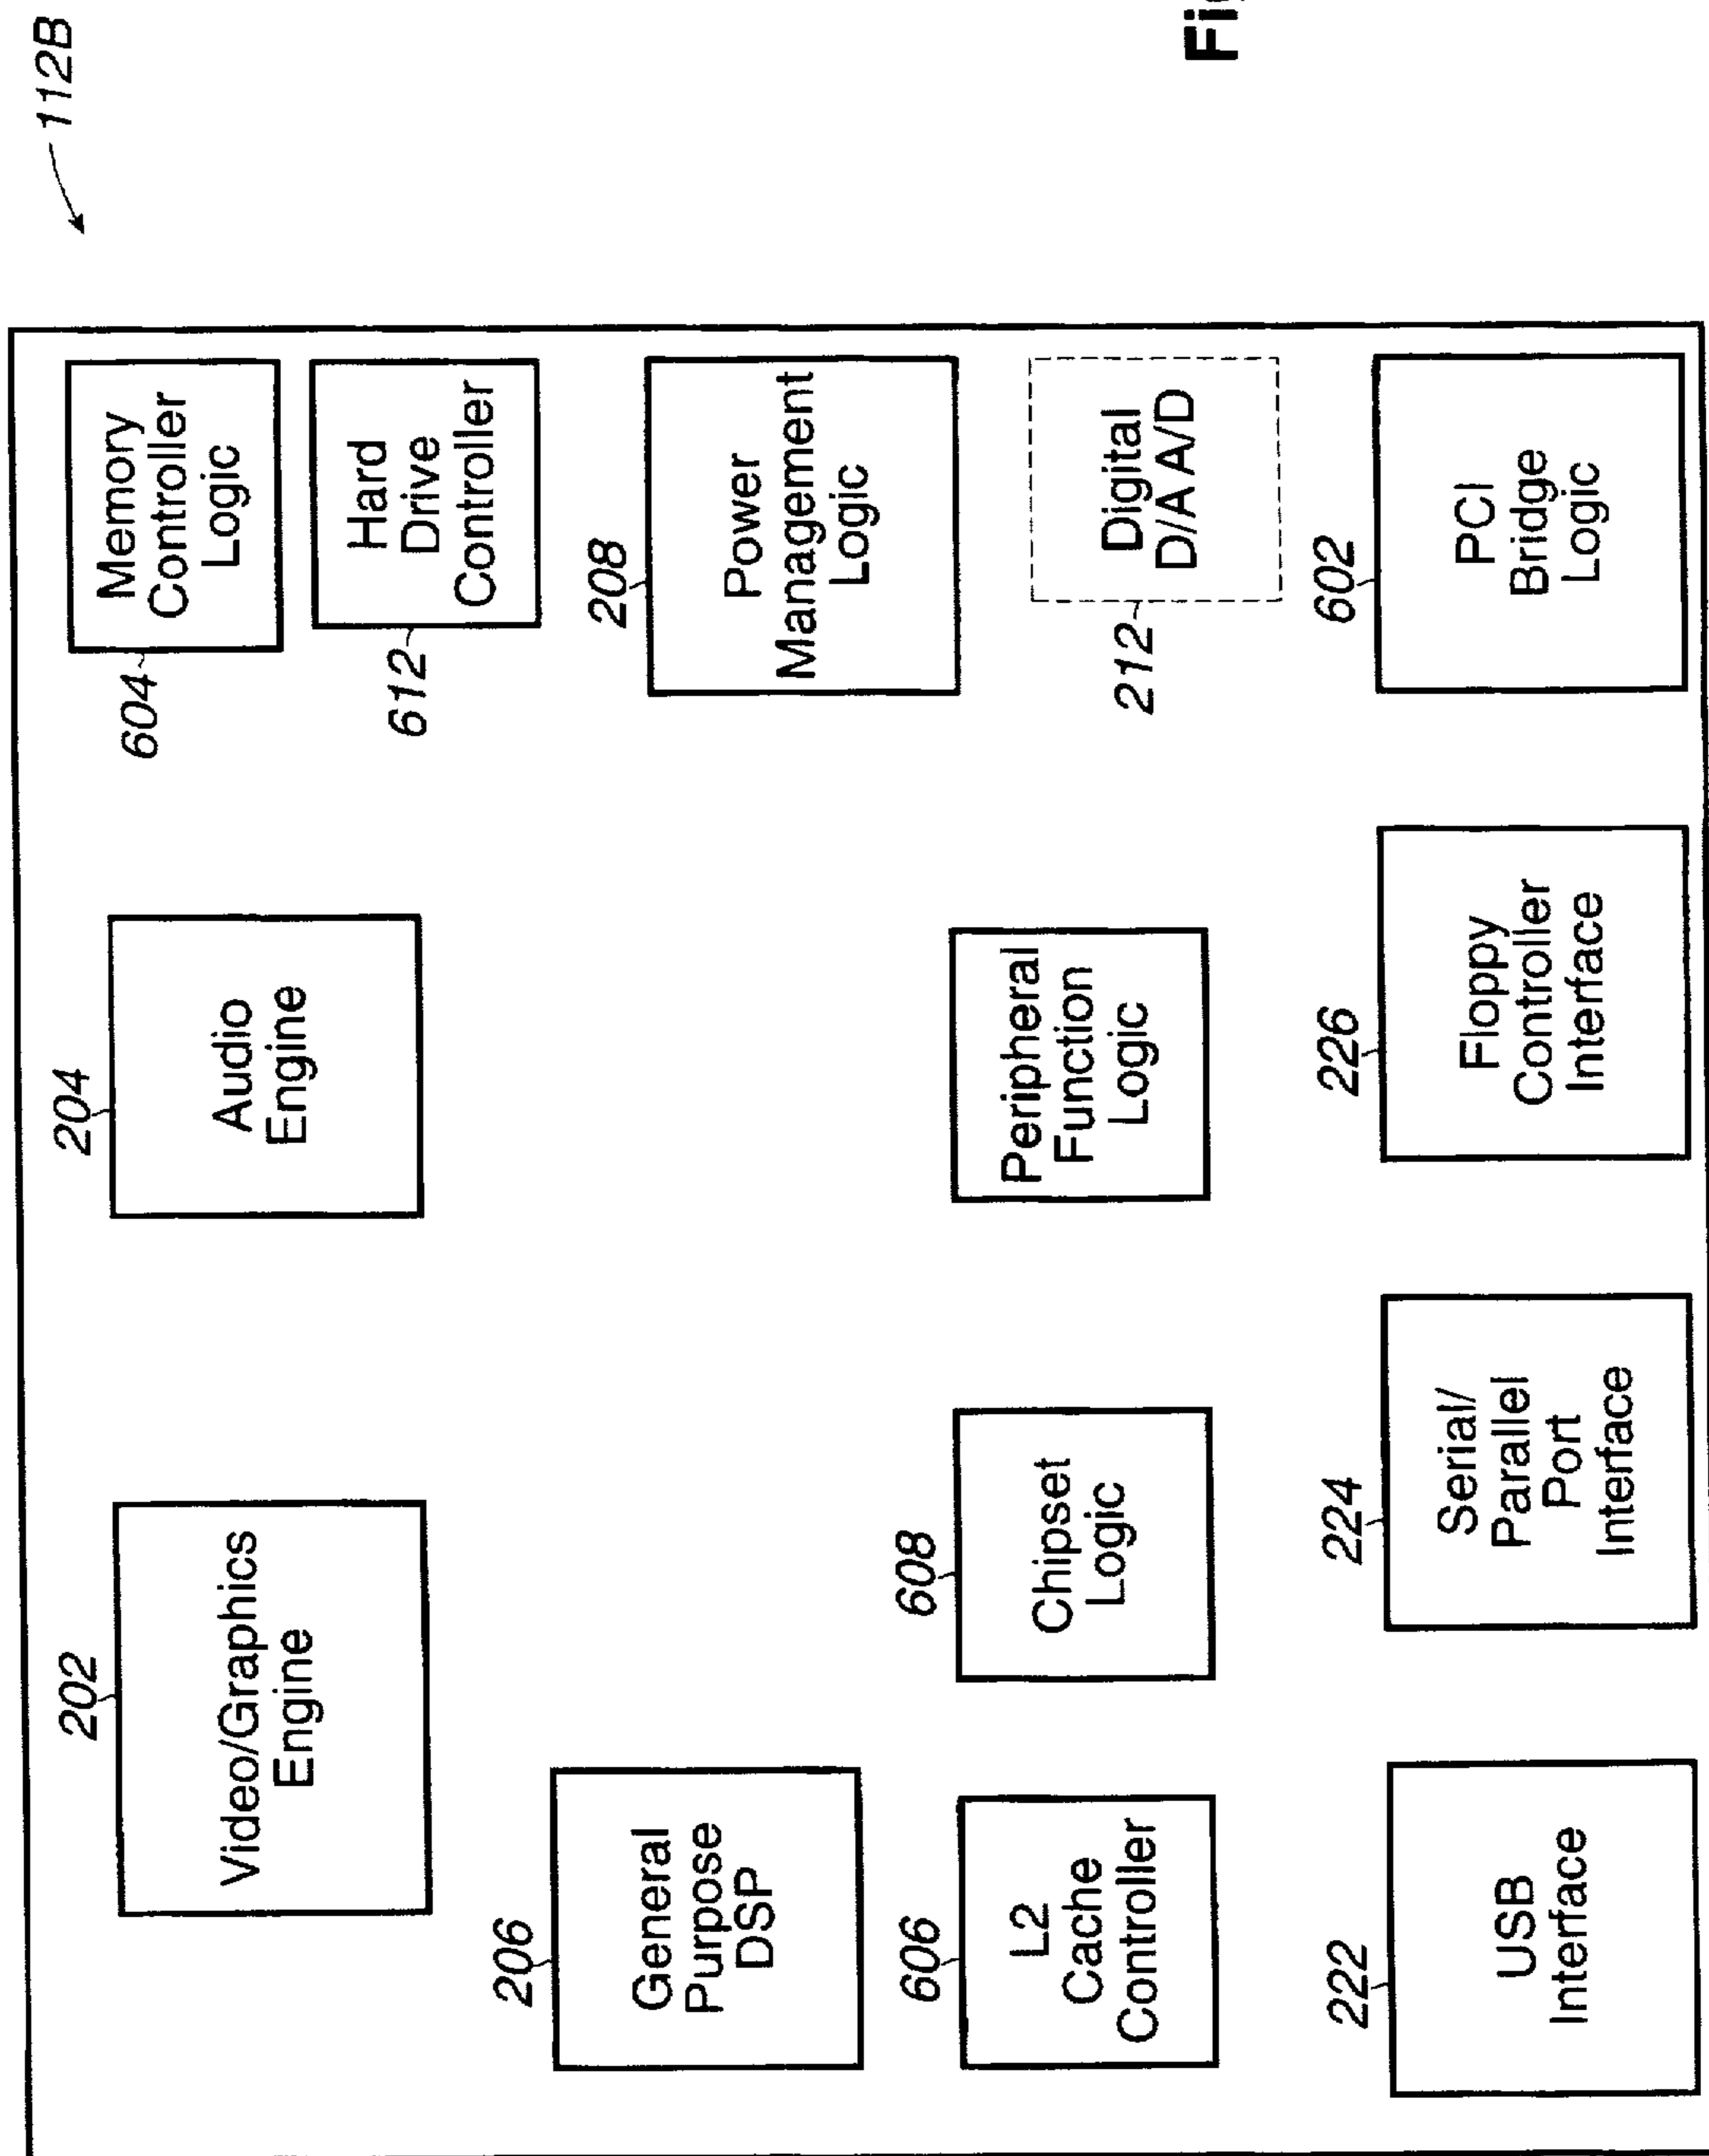 112B
202
Video/Graphics
Engine
204
Audio
Engine
Memory
Controller
Logic
604
Hard
Drive
Controller
612
206
General
Purpose
DSP
208
Power
Management
Logic
606
L2
Cache
Controller
608
Chipset
Logic
Peripheral
Function
Logic
Digital
D/A A/D
212
222
USB
Interface
224
Serial/
Parallel
Port
Interface
226
Floppy
Controller
Interface
602
PCI
Bridge
Logic